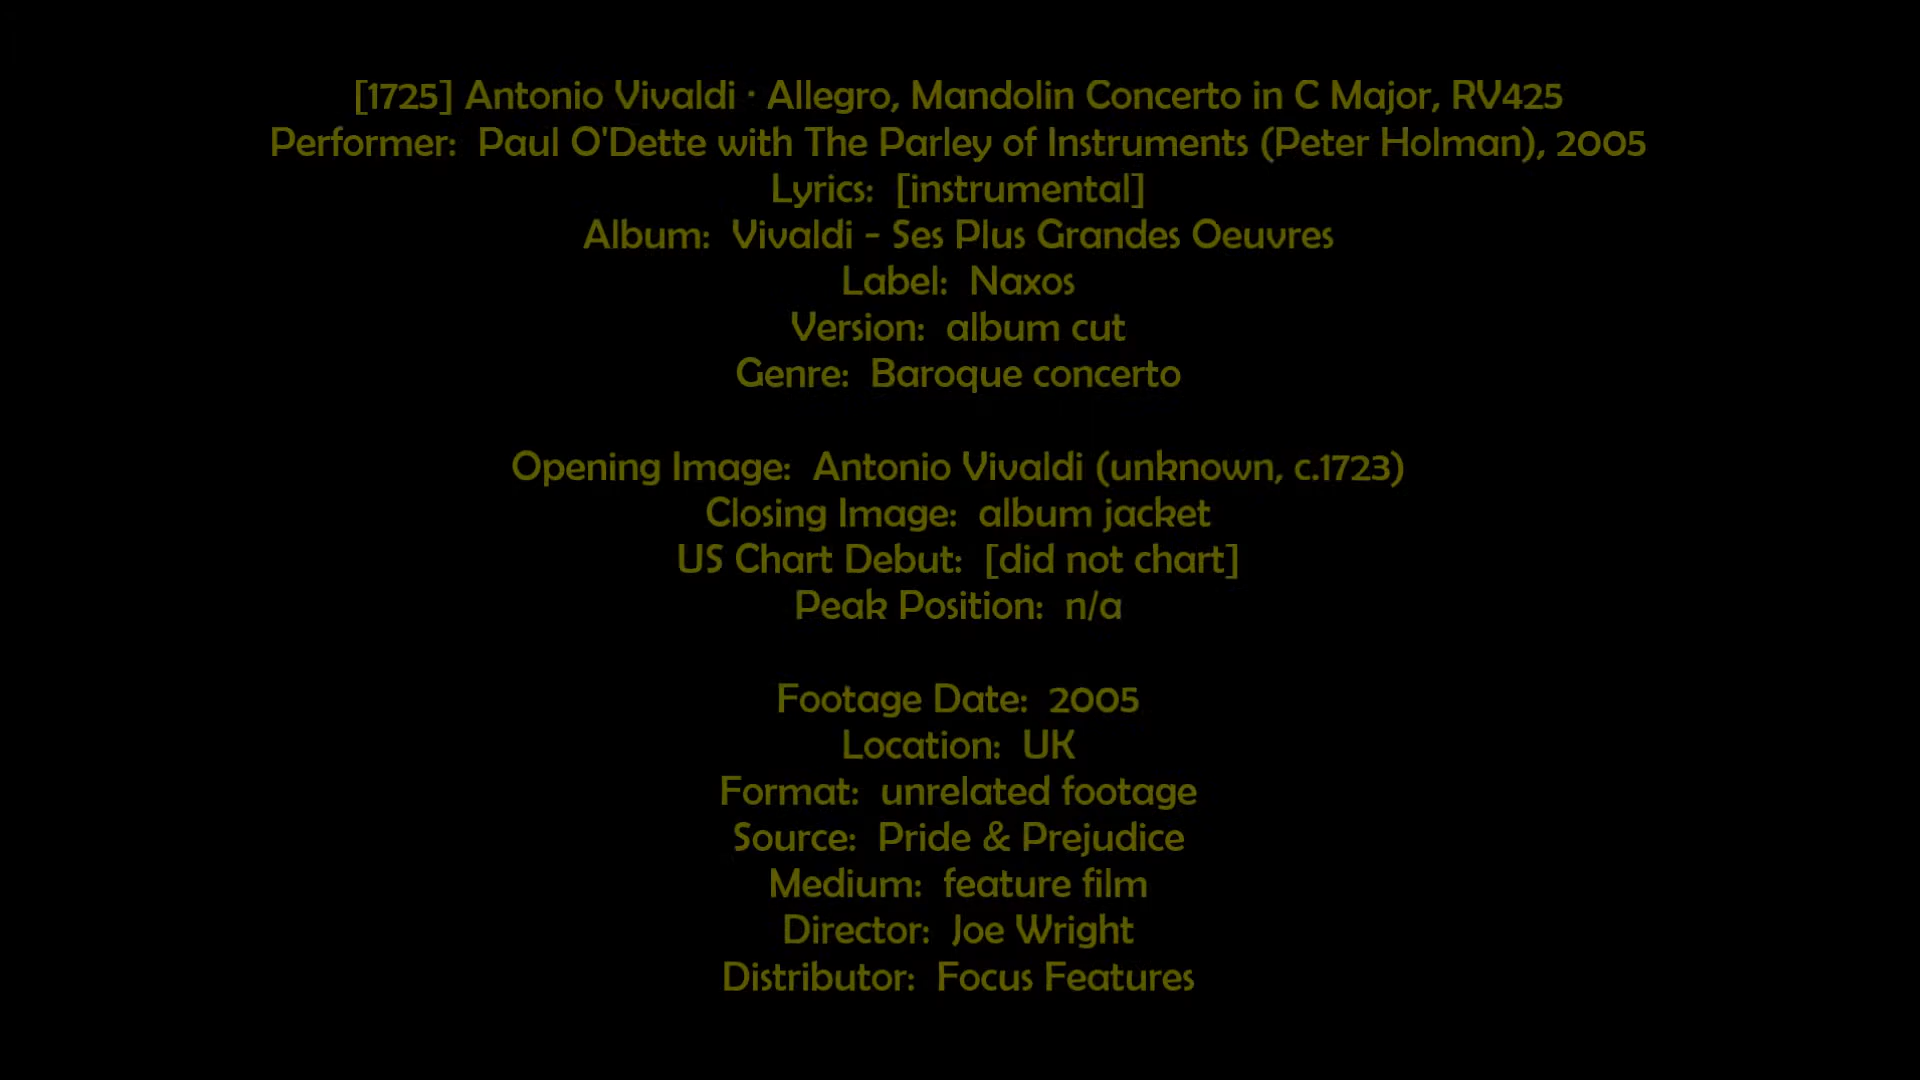 [1725] Antonio Vivaldi · Allegro, Mandolin Concerto in C Major, RV425
Performer: Paul O'Dette with The Parley of Instruments (Peter Holman), 2005
Lyrics: [instrumental]
Album: Vivaldi - Ses Plus Grandes Oeuvres
Label: Naxos
Version: album cut
Genre: Baroque concerto
Opening Image: Antonio Vivaldi (unknown, c.1723)
Closing Image: album jacket
US Chart Debut: [did not chart]
Peak Position: n/a
Footage Date: 2005
Location: UK
Format: unrelated footage
Source: Pride & Prejudice
Medium: feature film
Director: Joe Wright
Distributor: Focus Features